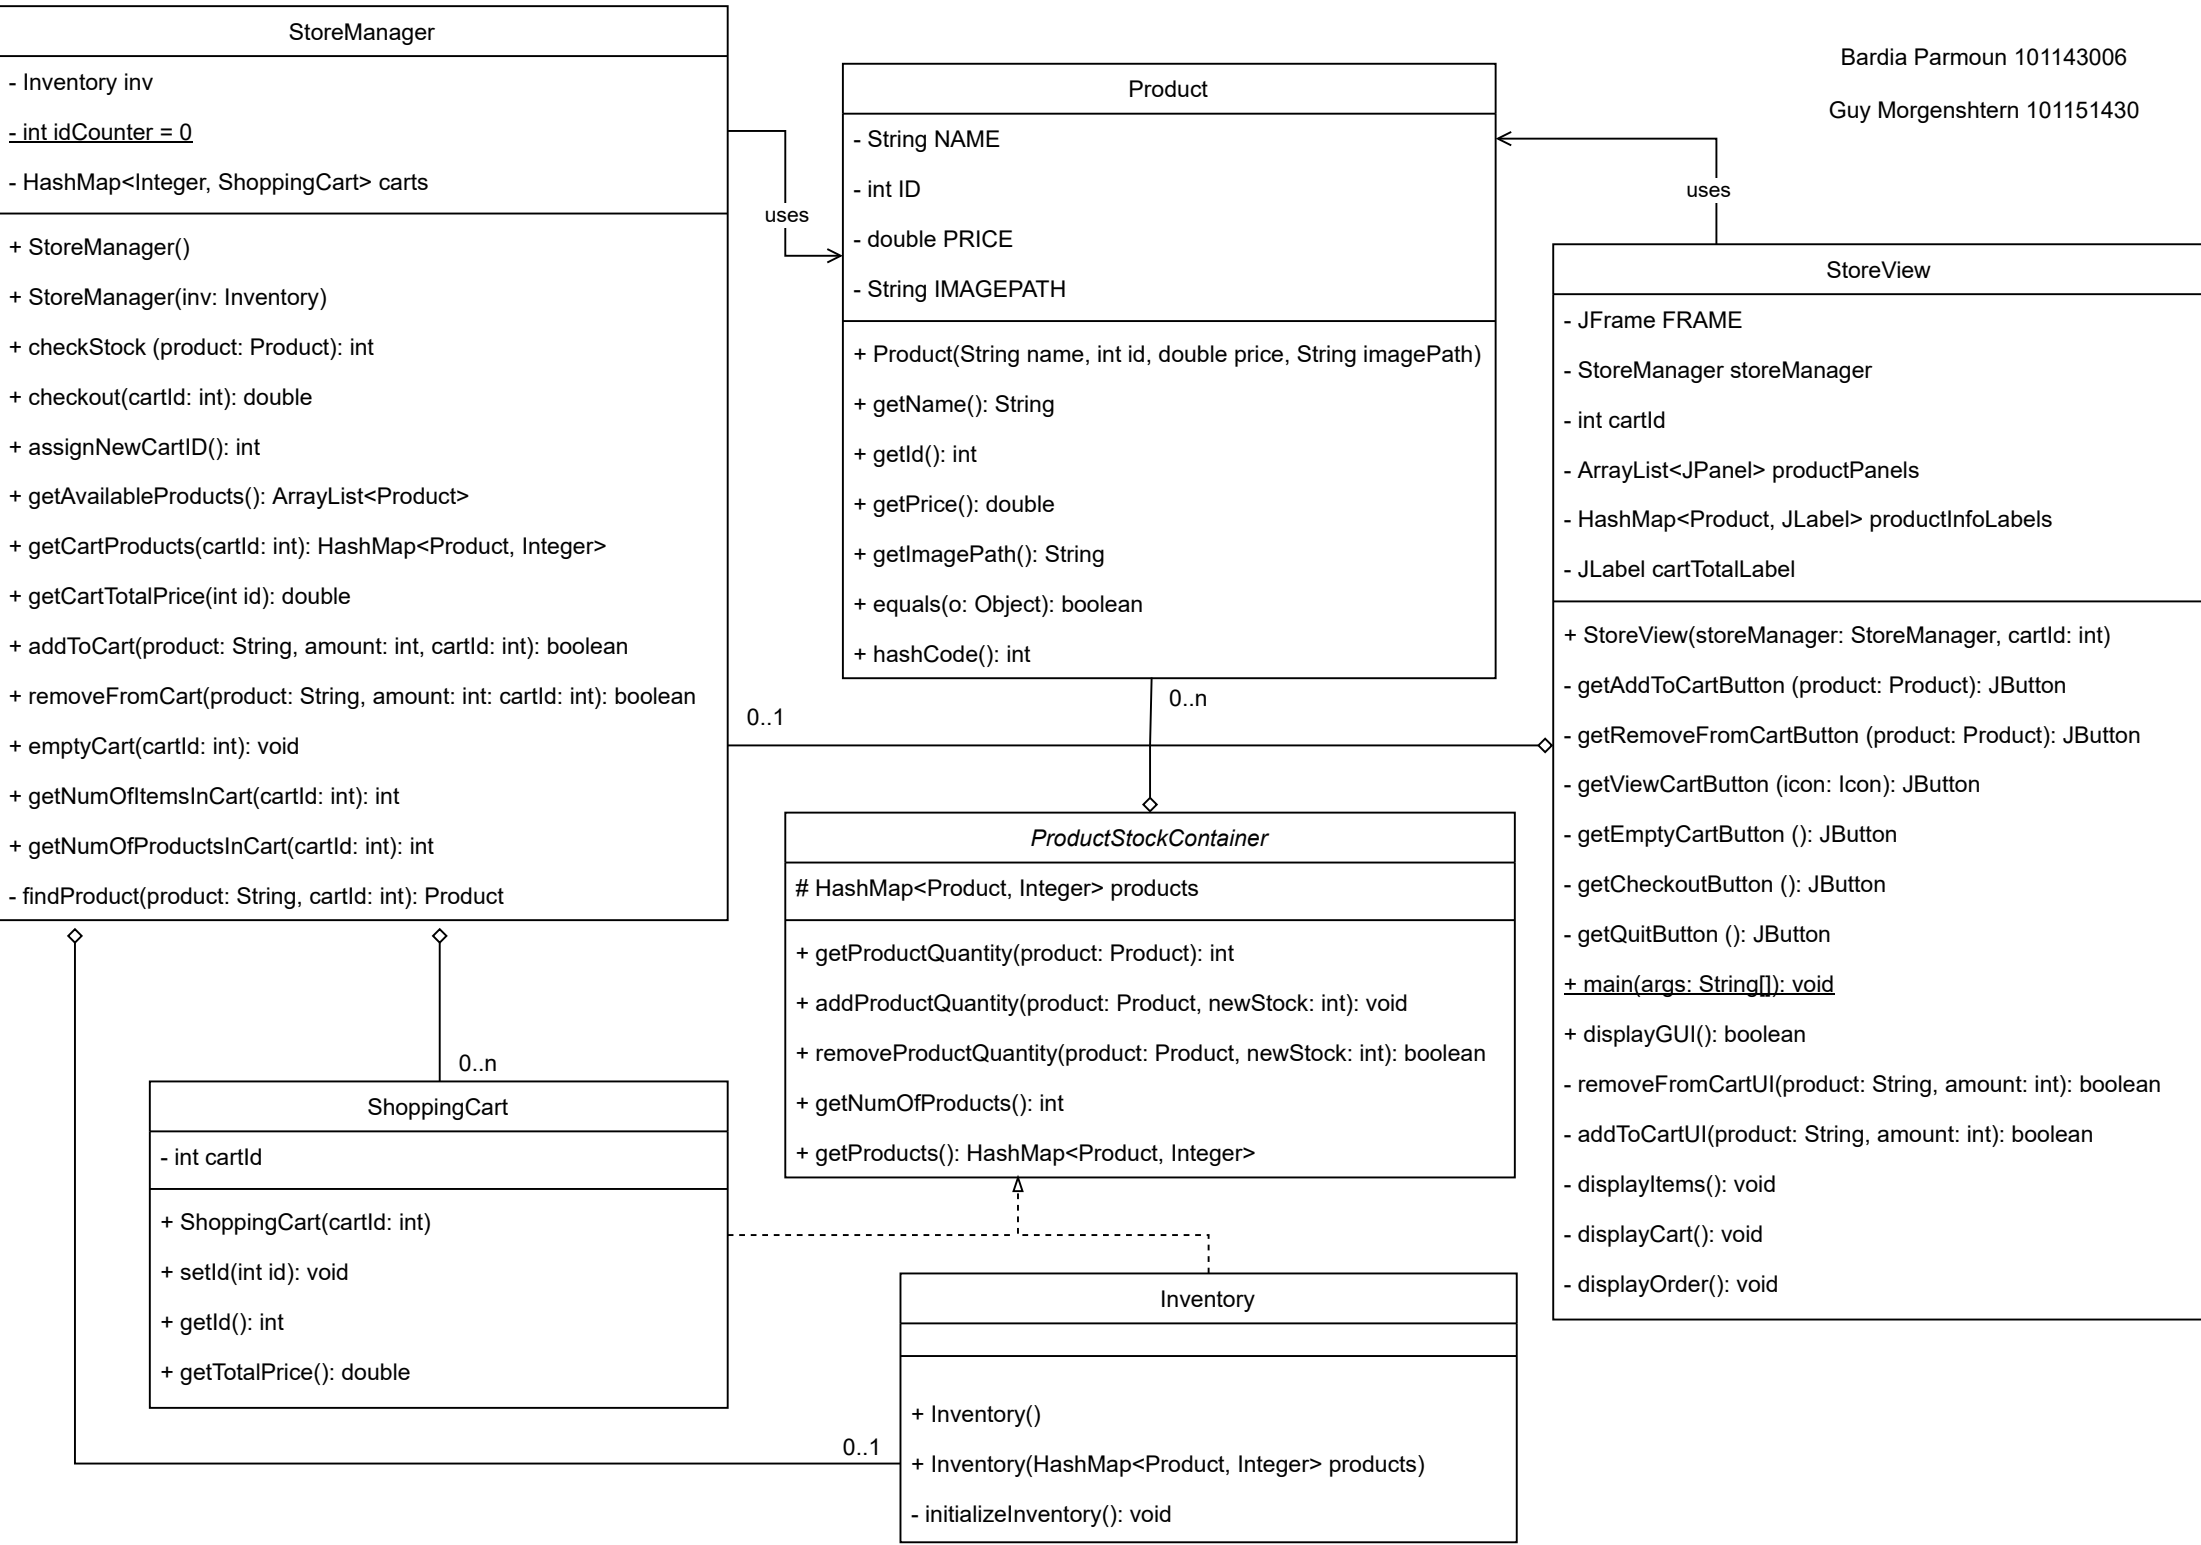 StoreManager
- Inventory inv
- int idCounter = 0
- HashMap<Integer, ShoppingCart> carts
+ StoreManager()
+ StoreManager(inv: Inventory)
+ checkStock (product: Product): int
+ checkout(cartId: int): double
+ assignNewCartID(): int
+ getAvailableProducts(): ArrayList<Product>
+ getCartProducts(cartId: int): HashMap<Product, Integer>
+ getCartTotalPrice(int id): double
+ addToCart(product: String, amount: int, cartId: int): boolean
+ removeFromCart(product: String, amount: int: cartId: int): boolean
+ emptyCart(cartId: int): void
+ getNumOfItemsInCart(cartId: int): int
+ getNumOfProductsInCart(cartId: int): int
- findProduct(product: String, cartId: int): Product
uses
Product
- String NAME
- int ID
- double PRICE
- String IMAGEPATH
+ Product(String name, int id, double price, String imagePath)
+ getName(): String
+ getId(): int
+ getPrice(): double
+ getImagePath(): String
+ equals(o: Object): boolean
+ hashCode(): int
Bardia Parmoun 101143006
Guy Morgenshtern 101151430
uses
StoreView
- JFrame FRAME
- StoreManager storeManager
- int cartId
- ArrayList<JPanel> productPanels
- HashMap<Product, JLabel> productInfoLabels
- JLabel cartTotalLabel
+ StoreView(storeManager: StoreManager, cartId: int)
- getAddToCartButton (product: Product): JButton
- getRemoveFromCartButton (product: Product): JButton
- getViewCartButton (icon: Icon): JButton
- getEmptyCartButton (): JButton
- getCheckoutButton (): JButton
- getQuitButton (): JButton
+ main(args: String[]): void
+ displayGUI(): boolean
- removeFromCartUI(product: String, amount: int): boolean
- addToCartUI(product: String, amount: int): boolean
- displayItems(): void
- displayCart(): void
- displayOrder(): void
0..1
0..n
ProductStockContainer
# HashMap<Product, Integer> products
+ getProductQuantity(product: Product): int
+ addProductQuantity(product: Product, newStock: int): void
+ removeProductQuantity(product: Product, newStock: int): boolean
+ getNumOfProducts(): int
+ getProducts(): HashMap<Product, Integer>
0..n
ShoppingCart
- int cartId
+ ShoppingCart(cartId: int)
+ setId(int id): void
+ getId(): int
+ getTotalPrice(): double
0..1
Inventory
+ Inventory()
+ Inventory(HashMap<Product, Integer> products)
- initializeInventory(): void